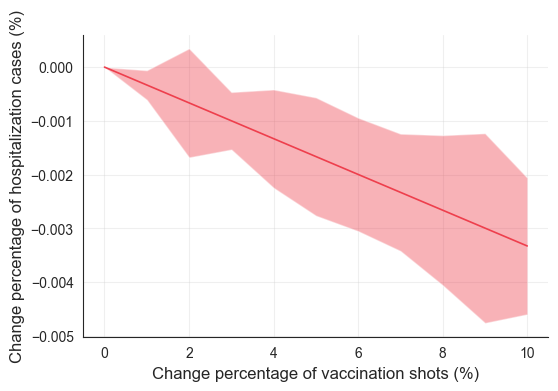 Change percentage of hospitalization cases (%)
0.000
−0.001
−0.002
−0.003
−0.004
−0.005
0 2 4 6 8 10
Change percentage of vaccination shots (%)